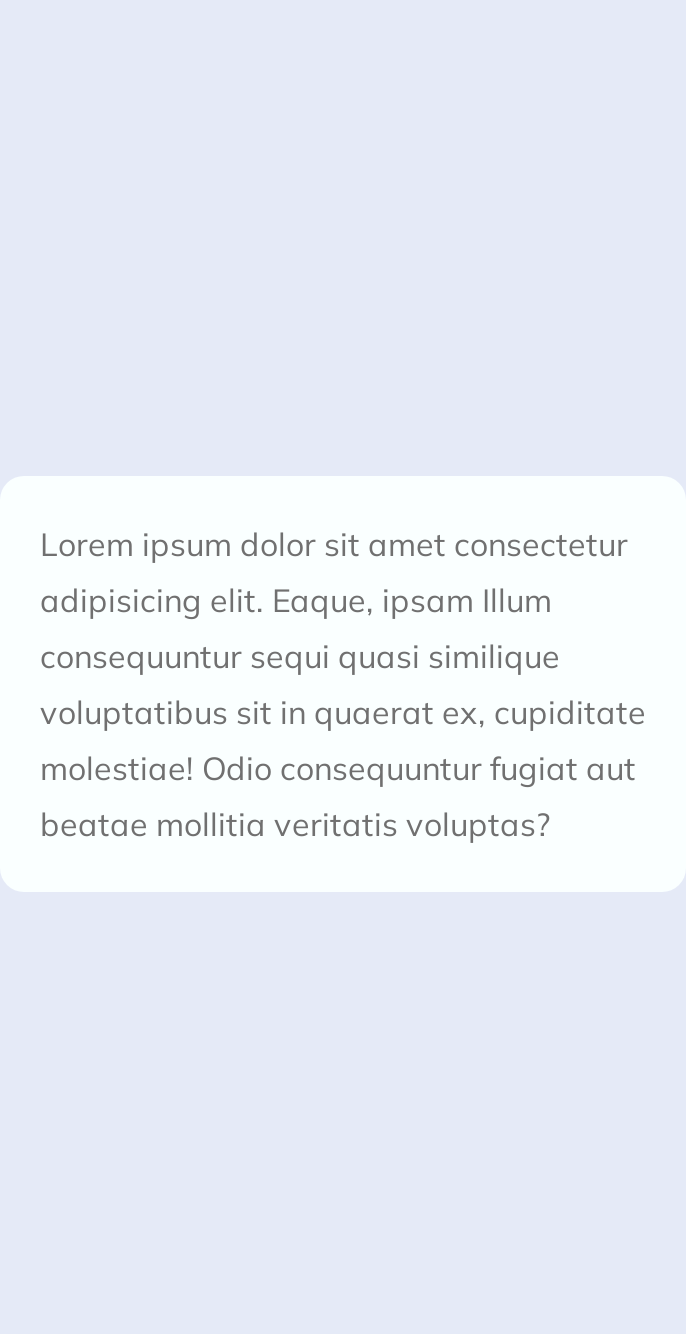 Lorem ipsum dolor sit amet consectetur
adipisicing elit. Eaque, ipsam Illum
consequuntur sequi quasi similique
voluptatibus sit in quaerat ex, cupiditate
molestiae! Odio consequuntur fugiat aut
beatae mollitia veritatis voluptas?